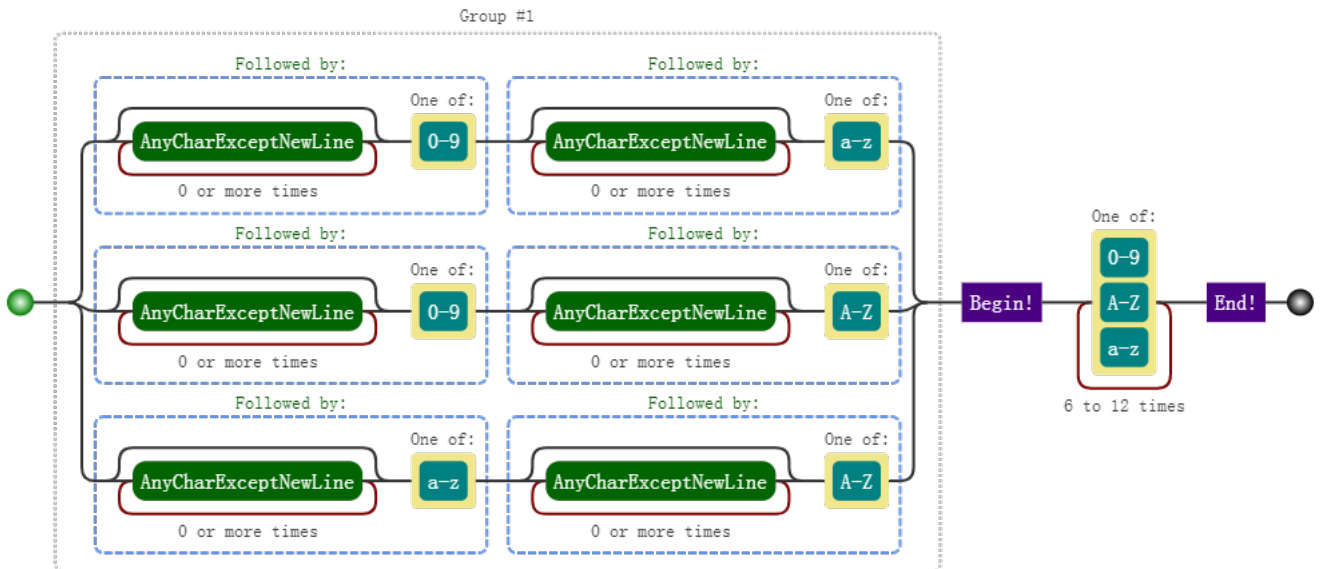 Group #1
Followed by: Followed by:
One of: One of:
AnyCharExceptNewLine 0-9 AnyCharExceptNewLine a-z
0 or more times 0 or more times
Followed by: Followed by:
One of: One of:
AnyCharExceptNewLine 0-9 AnyCharExceptNewLine A-Z
0 or more times 0 or more times
Followed by: Followed by:
One of: One of:
AnyCharExceptNewLine a-z AnyCharExceptNewLine A-Z
0 or more times 0 or more times
Begin!
One of:
0-9
A-Z
a-z
6 to 12 times
End!